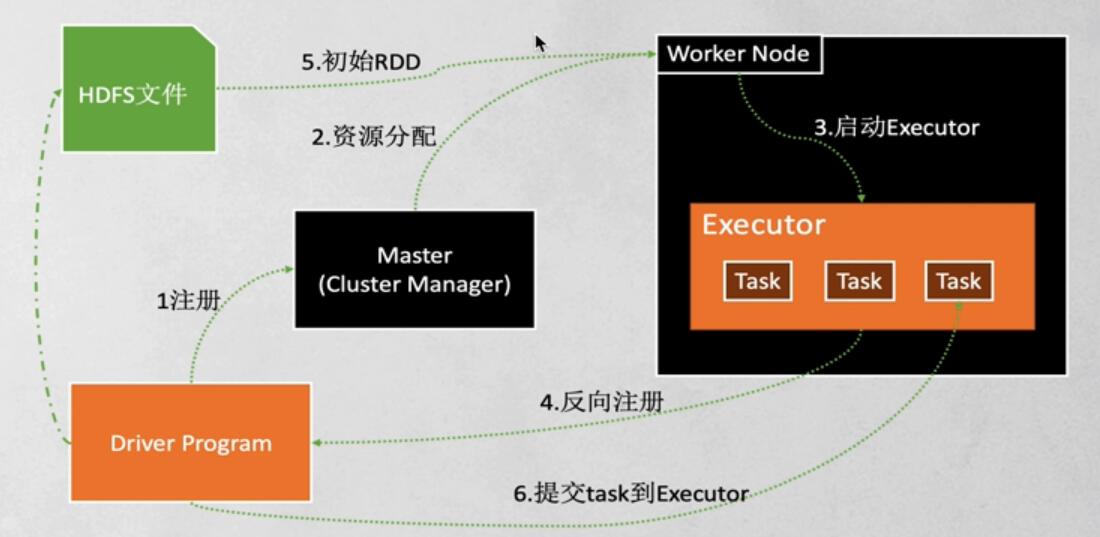 5.初始RDD
Worker Node
HDFS文件
2.资源分配
3.启动Executor
Executor
Master
(Cluster Manager)
Task
Task
Task
1注册
4.反向注册
Driver Program
6.提交task到Executor